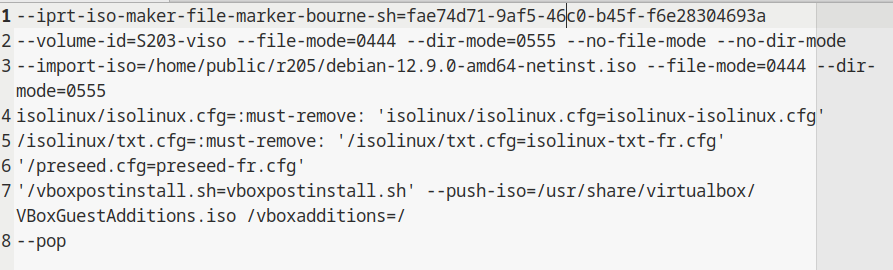 1 --iprt-iso-maker-file-marker-bourne-sh=fae74d71-9af5-46c0-b45f-f6e28304693a
2 --volume-id=S203-viso --file-mode=0444 --dir-mode=0555 --no-file-mode --no-dir-mode
3 --import-iso=/home/public/r205/debian-12.9.0-amd64-netinst.iso --file-mode=0444 --dir-
mode=0555
4 isolinux/isolinux.cfg=:must-remove: 'isolinux/isolinux.cfg=isolinux-isolinux.cfg'
5 /isolinux/txt.cfg=:must-remove: '/isolinux/txt.cfg=isolinux-txt-fr.cfg'
6 '/preseed.cfg=preseed-fr.cfg'
7 '/vboxpostinstall.sh=vboxpostinstall.sh' --push-iso=/usr/share/virtualbox/
VBoxGuestAdditions.iso /vboxadditions=/
8 --pop